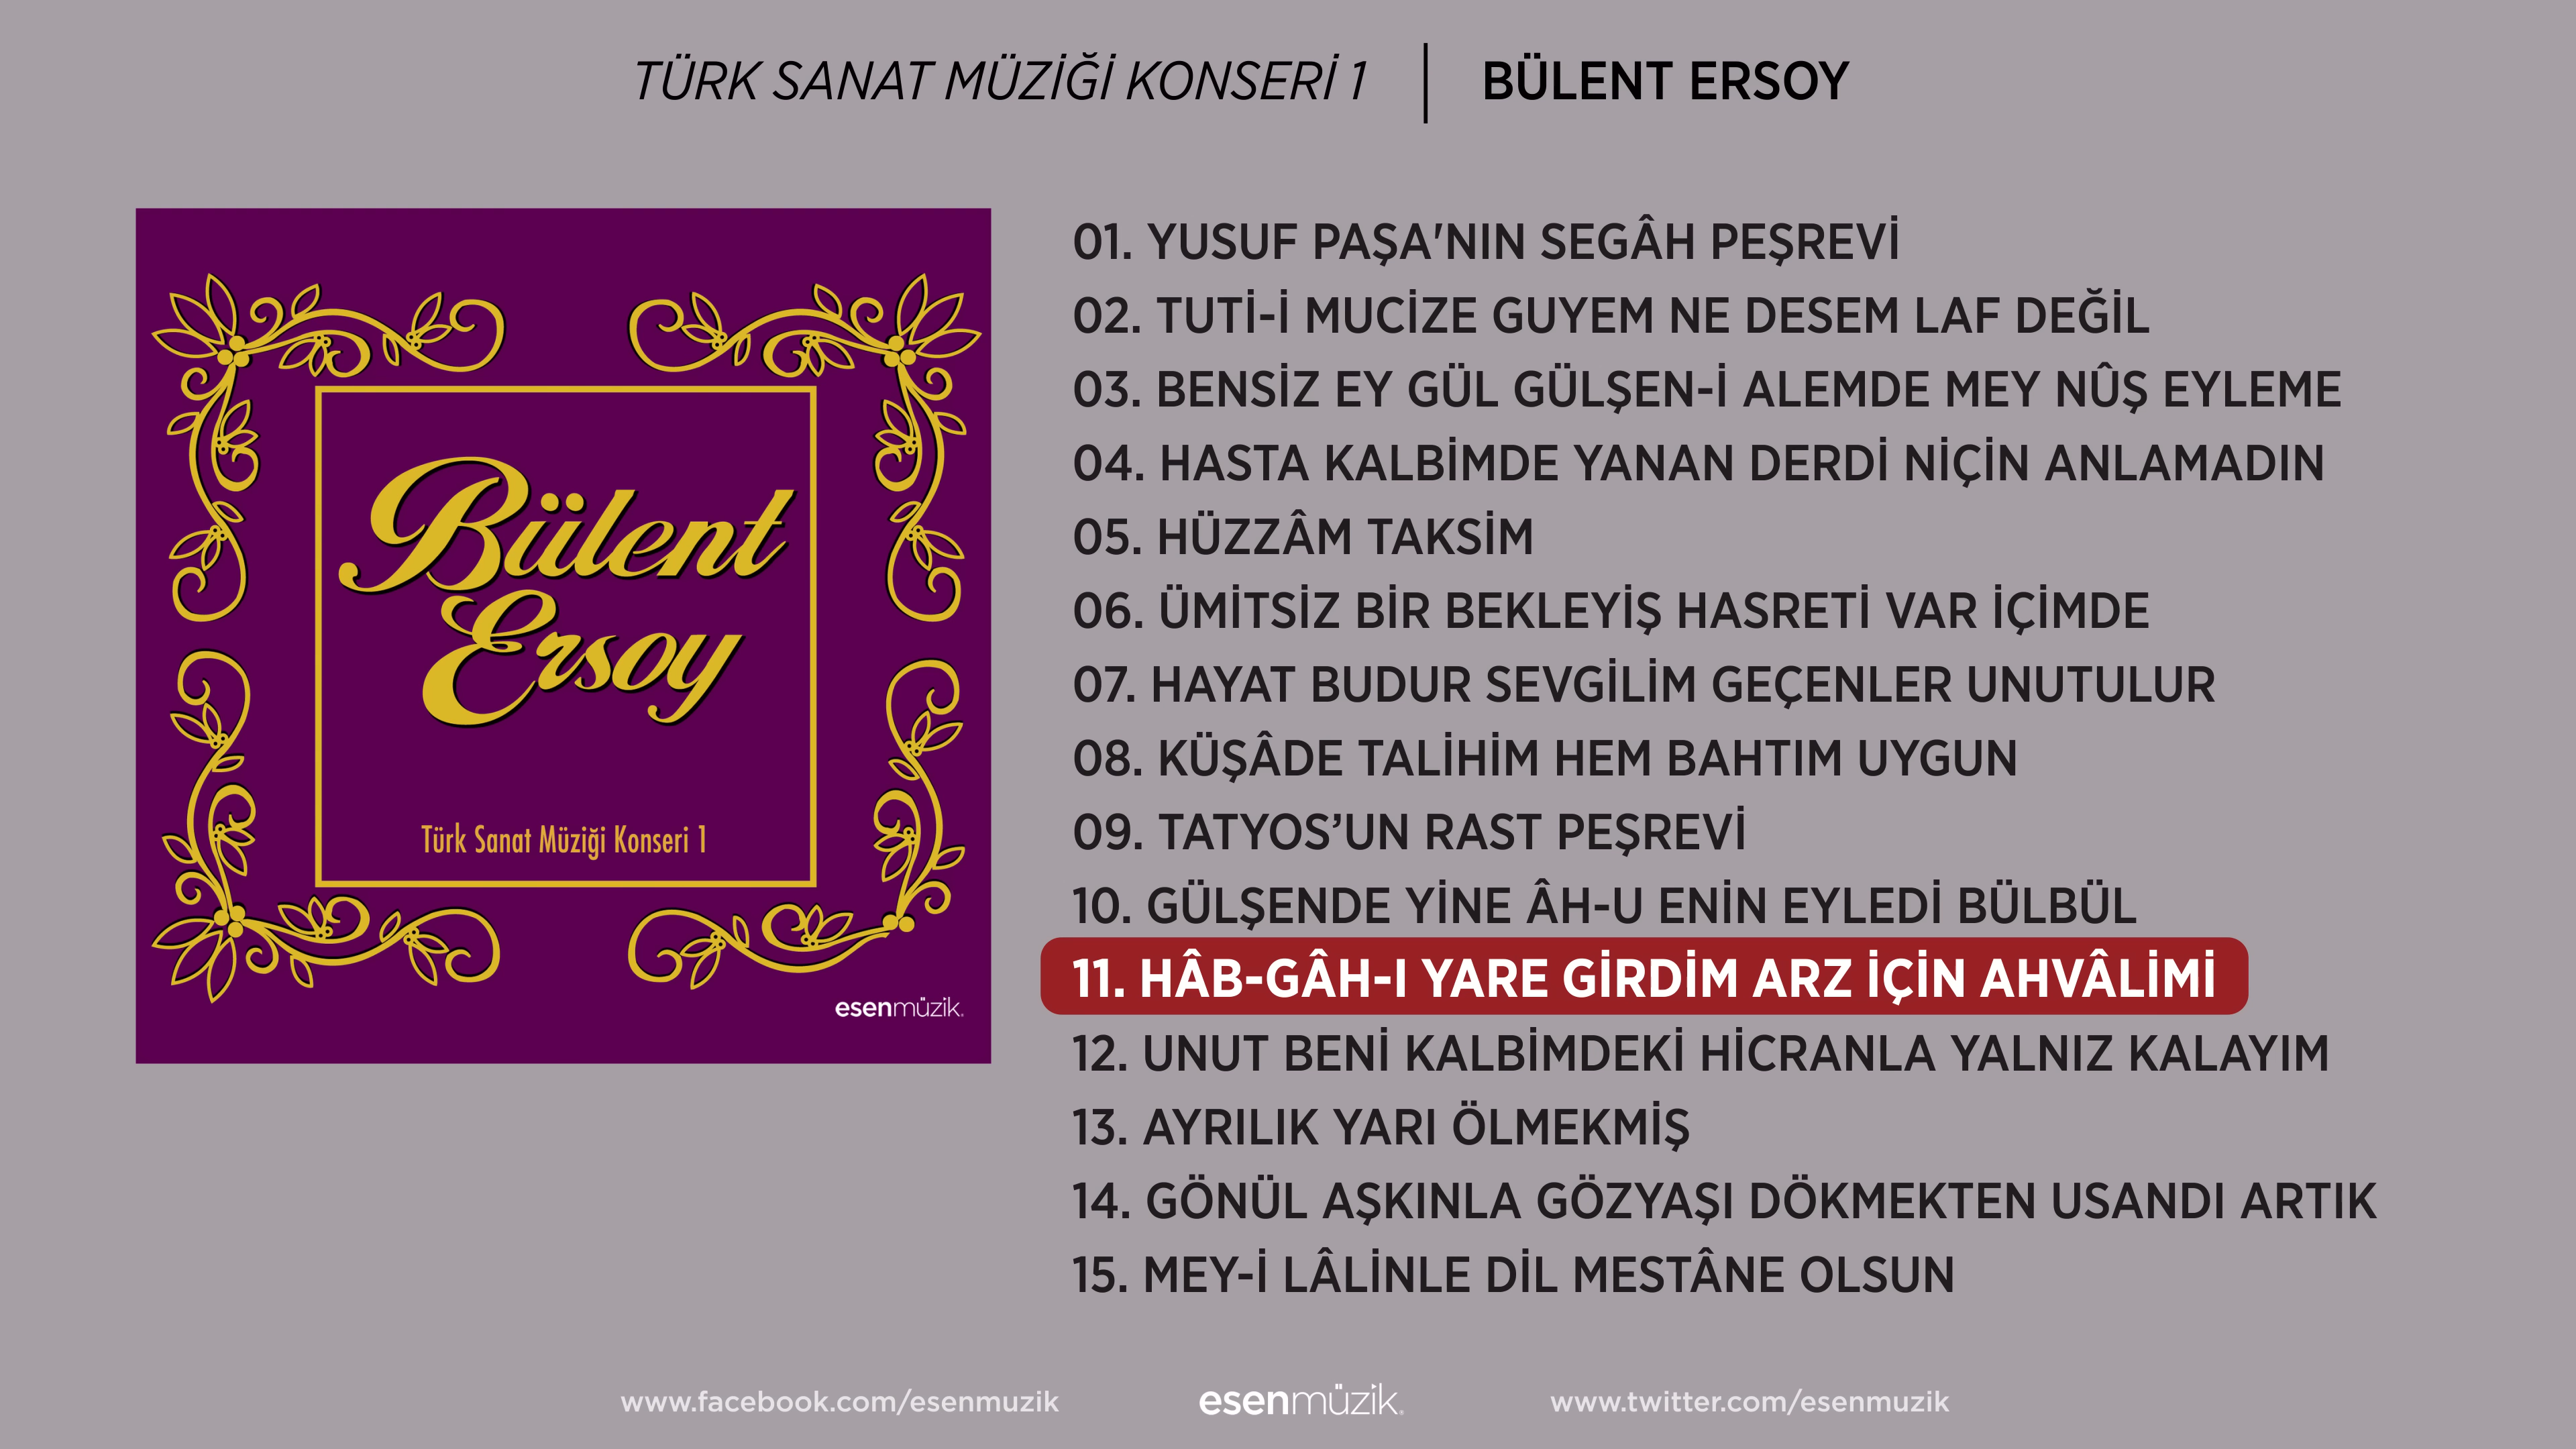 TÜRK SANAT MÜZİĞİ KONSERİ 1 | BÜLENT ERSOY
Bülent
Ersoy
Türk Sanat Müziği Konseri 1
esenmüzik.
01. YUSUF PAŞA'NIN SEGÂH PEŞREVİ
02. TUTİ-İ MUCİZE GUYEM NE DESEM LAF DEĞİL
03. BENSİZ EY GÜL GÜLŞEN-İ ALEMDE MEY NÛŞ EYLEME
04. HASTA KALBİMDE YANAN DERDİ NİÇİN ANLAMADIN
05. HÜZZÂM TAKSİM
06. ÜMİTSİZ BİR BEKLEYİŞ HASRETİ VAR İÇİMDE
07. HAYAT BUDUR SEVGİLİM GEÇENLER UNUTULUR
08. KÜŞÂDE TALİHİM HEM BAHTIM UYGUN
09. TATYOS’UN RAST PEŞREVİ
10. GÜLŞENDE YİNE ÂH-U ENİN EYLEDİ BÜLBÜL
11. HÂB-GÂH-I YARE GİRDİM ARZ İÇİN AHVÂLİMİ
12. UNUT BENİ KALBİMDEKİ HİCRANLA YALNIZ KALAYIM
13. AYRILIK YARI ÖLMEKMİŞ
14. GÖNÜL AŞKINLA GÖZYAŞI DÖKMEKTEN USANDI ARTIK
15. MEY-İ LÂLİNLE DİL MESTÂNE OLSUN
www.facebook.com/esenmuzik esenmüzik. www.twitter.com/esenmuzik